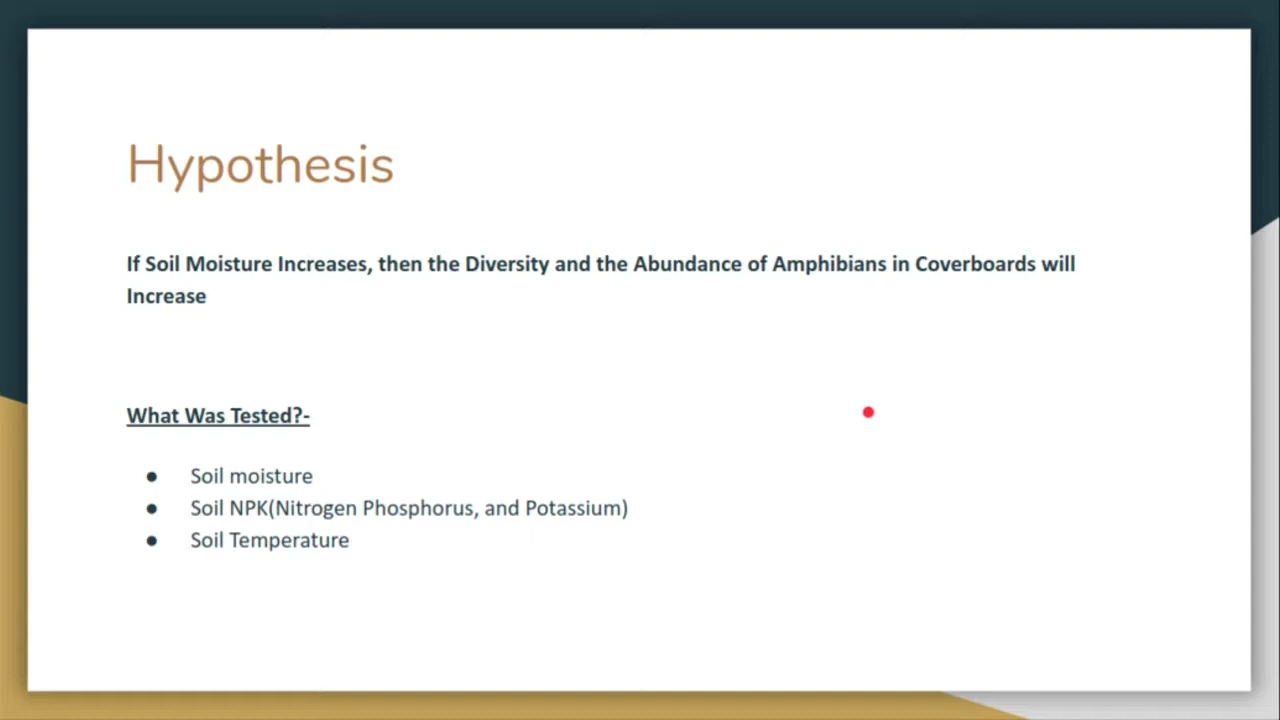 Hypothesis
If Soil Moisture Increases, then the Diversity and the Abundance of Amphibians in Coverboards will
Increase
What Was Tested?-
● Soil moisture
● Soil NPK(Nitrogen Phosphorus, and Potassium)
● Soil Temperature